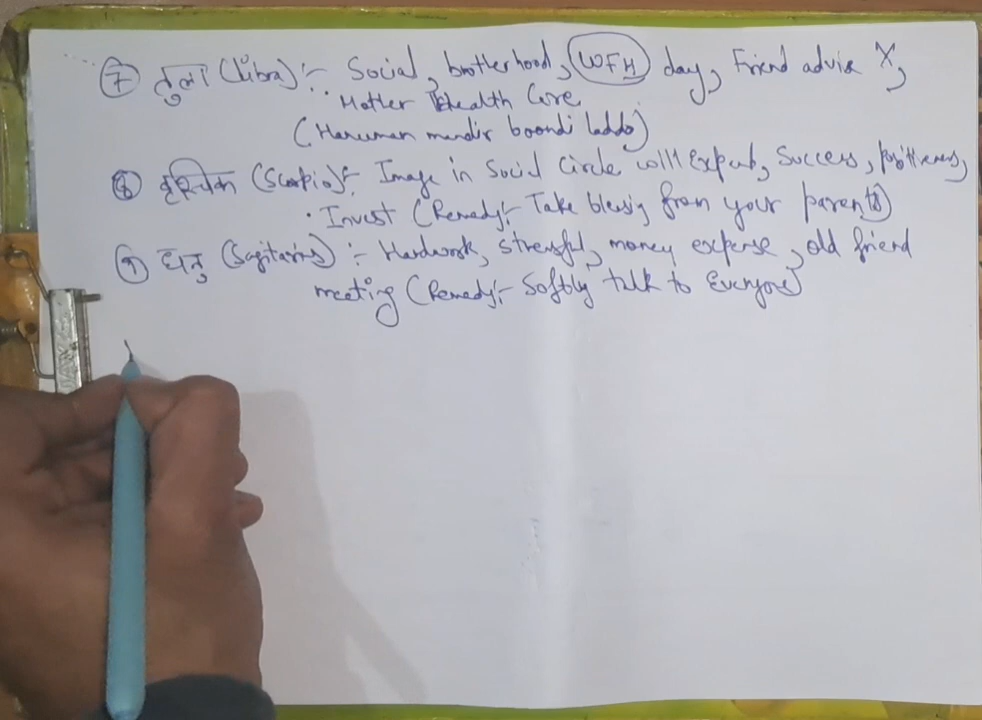 ⑦ तुला (Libra) :- Social, brotherhood, WFH day, Friend advice X,
· Mother Health Care
(Hanuman mandir boondi laddo)
⑧ वृश्चिक (Scorpio) :- Image in Social Circle will Expand, Success, positiveness,
· Invest (Remedy :- Take blessing from your parents)
⑨ धनु (Sagitarius) :- Hardwork, stressful, money expense, old friend
meeting (Remedy :- Softly talk to Everyone)